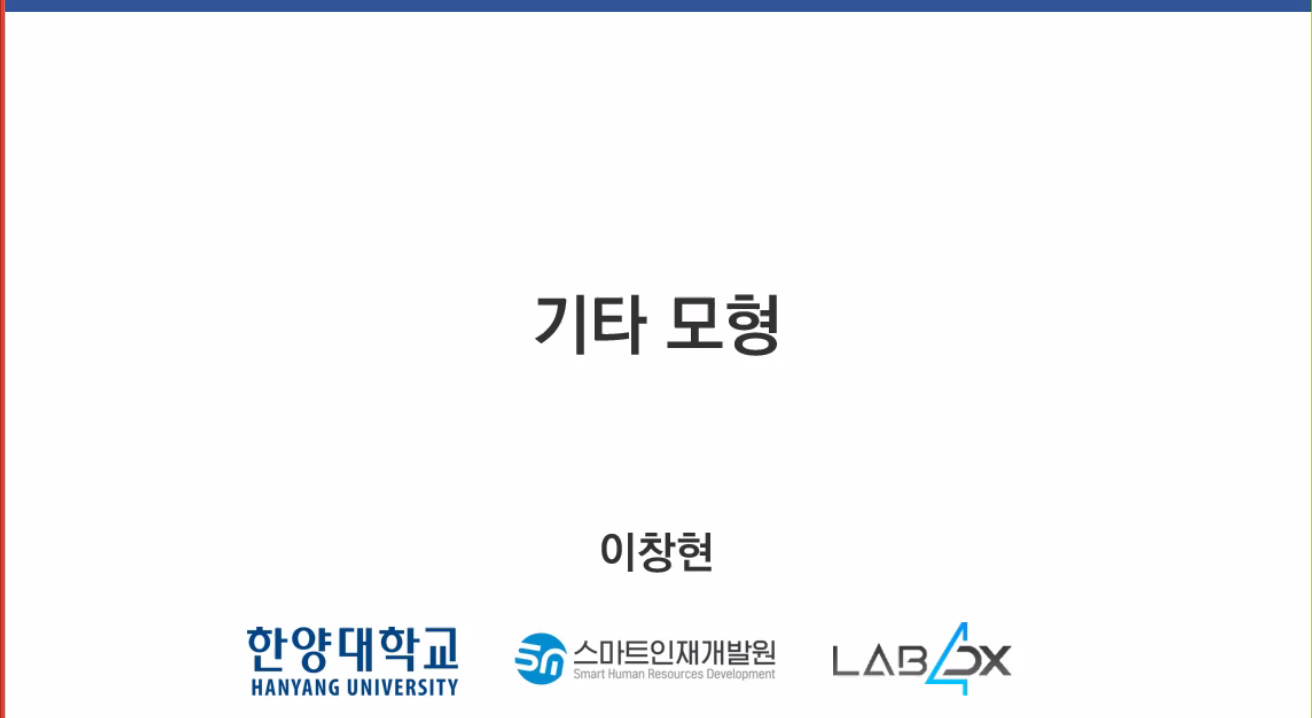 기타 모형
이창현
한양대학교
HANYANG UNIVERSITY
스마트인재개발원
Smart Human Resources Development
LAB4DX